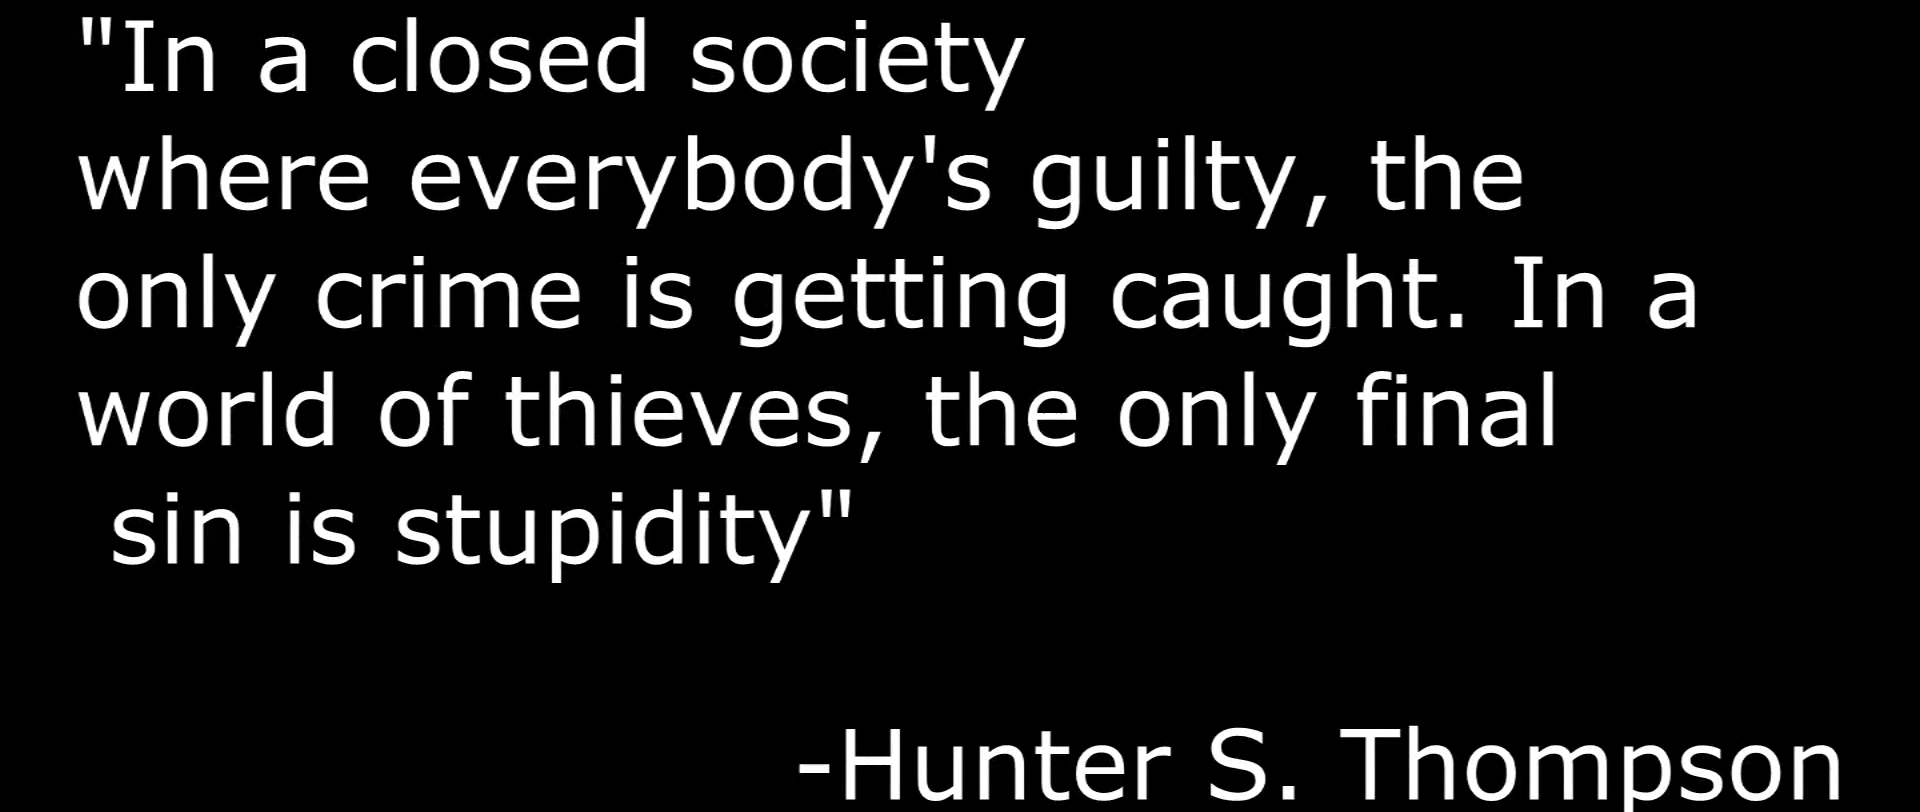 "In a closed society
where everybody's guilty, the
only crime is getting caught. In a
world of thieves, the only final
sin is stupidity"
-Hunter S. Thompson